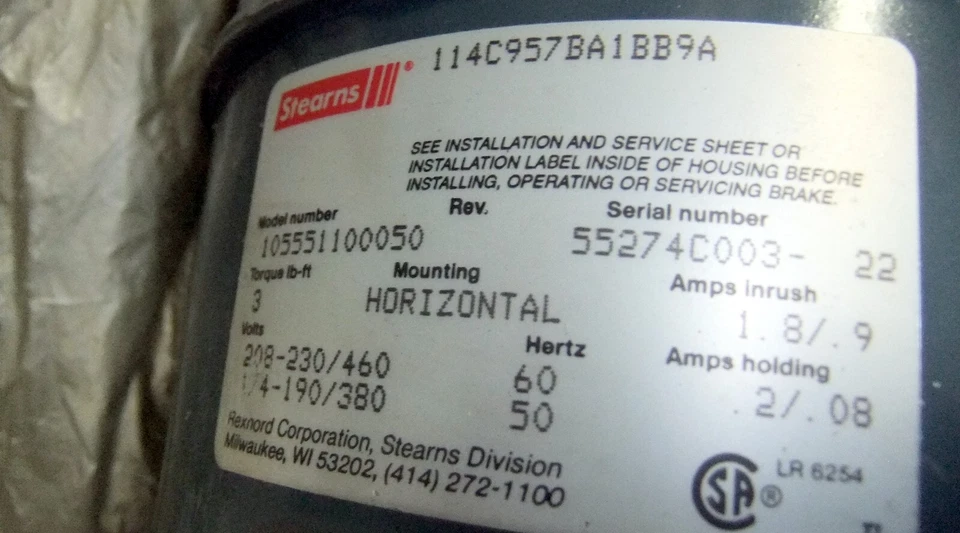 114C957BA1BB9A
Stearns®
SEE INSTALLATION AND SERVICE SHEET OR
INSTALLATION LABEL INSIDE OF HOUSING BEFORE
INSTALLING, OPERATING OR SERVICING BRAKE.
Model number Rev. Serial number
105551100050 55274C003- 22
Torque lb-ft Mounting Amps inrush
3 HORIZONTAL 1.8/.9
Volts Hertz Amps holding
208-230/460 60 .2/.08
-190/380 50
Rexnord Corporation, Stearns Division
Milwaukee, WI 53202, (414) 272-1100
SA® LR 6254